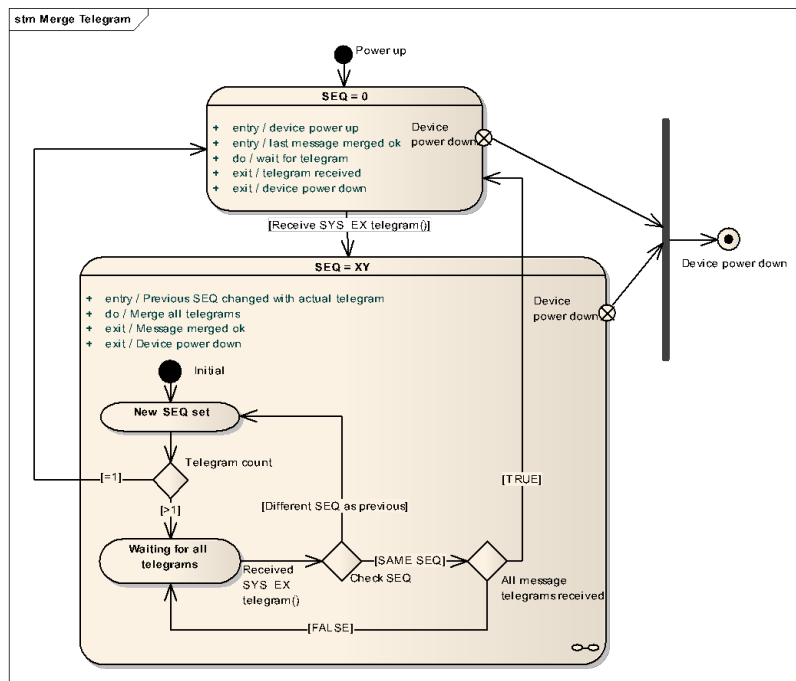 stm Merge Telegram
Power up
SEQ = 0
+ entry / device power up
+ entry / last message merged ok
+ do / wait for telegram
+ exit / telegram received
+ exit / device power down
Device
power down
[Receive SYS_EX telegram()]
Device power down
SEQ = XY
+ entry / Previous SEQ changed with actual telegram
+ do / Merge all telegrams
+ exit / Message merged ok
+ exit / Device power down
Device
power down
Initial
New SEQ set
Telegram count
[=1]
[TRUE]
[>1]
[Different SEQ as previous]
Waiting for all
telegrams
Received
SYS_EX
telegram()
[SAME SEQ]
Check SEQ
All message
telegrams received
[FALSE]